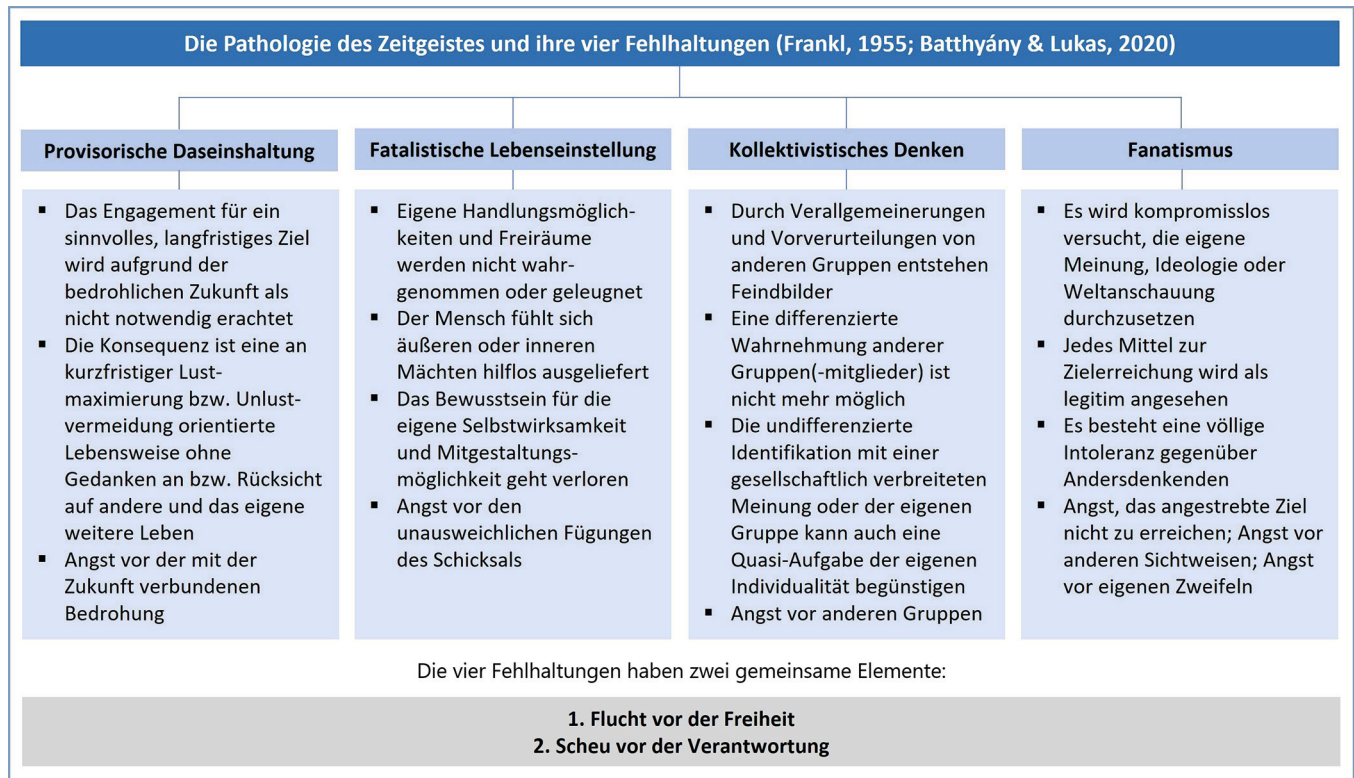 Die Pathologie des Zeitgeistes und ihre vier Fehlhaltungen (Frankl, 1955; Batthyány & Lukas, 2020)
Provisorische Daseinshaltung
▪ Das Engagement für ein
sinnvolles, langfristiges Ziel
wird aufgrund der
bedrohlichen Zukunft als
nicht notwendig erachtet
▪ Die Konsequenz ist eine an
kurzfristiger Lust-
maximierung bzw. Unlust-
vermeidung orientierte
Lebensweise ohne
Gedanken an bzw. Rücksicht
auf andere und das eigene
weitere Leben
▪ Angst vor der mit der
Zukunft verbundenen
Bedrohung
Fatalistische Lebenseinstellung
▪ Eigene Handlungsmöglich-
keiten und Freiräume
werden nicht wahr-
genommen oder geleugnet
▪ Der Mensch fühlt sich
äußeren oder inneren
Mächten hilflos ausgeliefert
▪ Das Bewusstsein für die
eigene Selbstwirksamkeit
und Mitgestaltungs-
möglichkeit geht verloren
▪ Angst vor den
unausweichlichen Fügungen
des Schicksals
Kollektivistisches Denken
▪ Durch Verallgemeinerungen
und Vorverurteilungen von
anderen Gruppen entstehen
Feindbilder
▪ Eine differenzierte
Wahrnehmung anderer
Gruppen(-mitglieder) ist
nicht mehr möglich
▪ Die undifferenzierte
Identifikation mit einer
gesellschaftlich verbreiteten
Meinung oder der eigenen
Gruppe kann auch eine
Quasi-Aufgabe der eigenen
Individualität begünstigen
▪ Angst vor anderen Gruppen
Fanatismus
▪ Es wird kompromisslos
versucht, die eigene
Meinung, Ideologie oder
Weltanschauung
durchzusetzen
▪ Jedes Mittel zur
Zielerreichung wird als
legitim angesehen
▪ Es besteht eine völlige
Intoleranz gegenüber
Andersdenkenden
▪ Angst, das angestrebte Ziel
nicht zu erreichen; Angst vor
anderen Sichtweisen; Angst
vor eigenen Zweifeln
Die vier Fehlhaltungen haben zwei gemeinsame Elemente:
1. Flucht vor der Freiheit
2. Scheu vor der Verantwortung